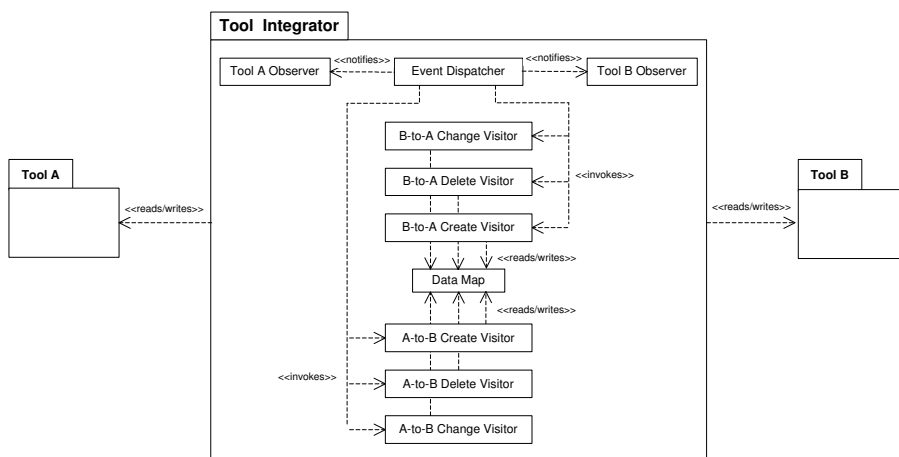 Tool Integrator
<<notifies>>
<<notifies>>
Tool A Observer
Event Dispatcher
Tool B Observer
B-to-A Change Visitor
Tool A
Tool B
B-to-A Delete Visitor
<<invokes>>
<<reads/writes>>
B-to-A Create Visitor
<<reads/writes>>
<<reads/writes>>
Data Map
<<reads/writes>>
A-to-B Create Visitor
<<invokes>>
A-to-B Delete Visitor
A-to-B Change Visitor